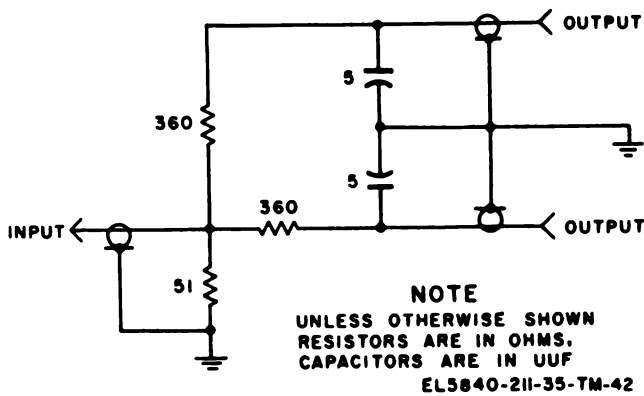 OUTPUT
5
360
5
360
INPUT
OUTPUT
51
NOTE
UNLESS OTHERWISE SHOWN
RESISTORS ARE IN OHMS.
CAPACITORS ARE IN UUF
EL5840-211-35-TM-42